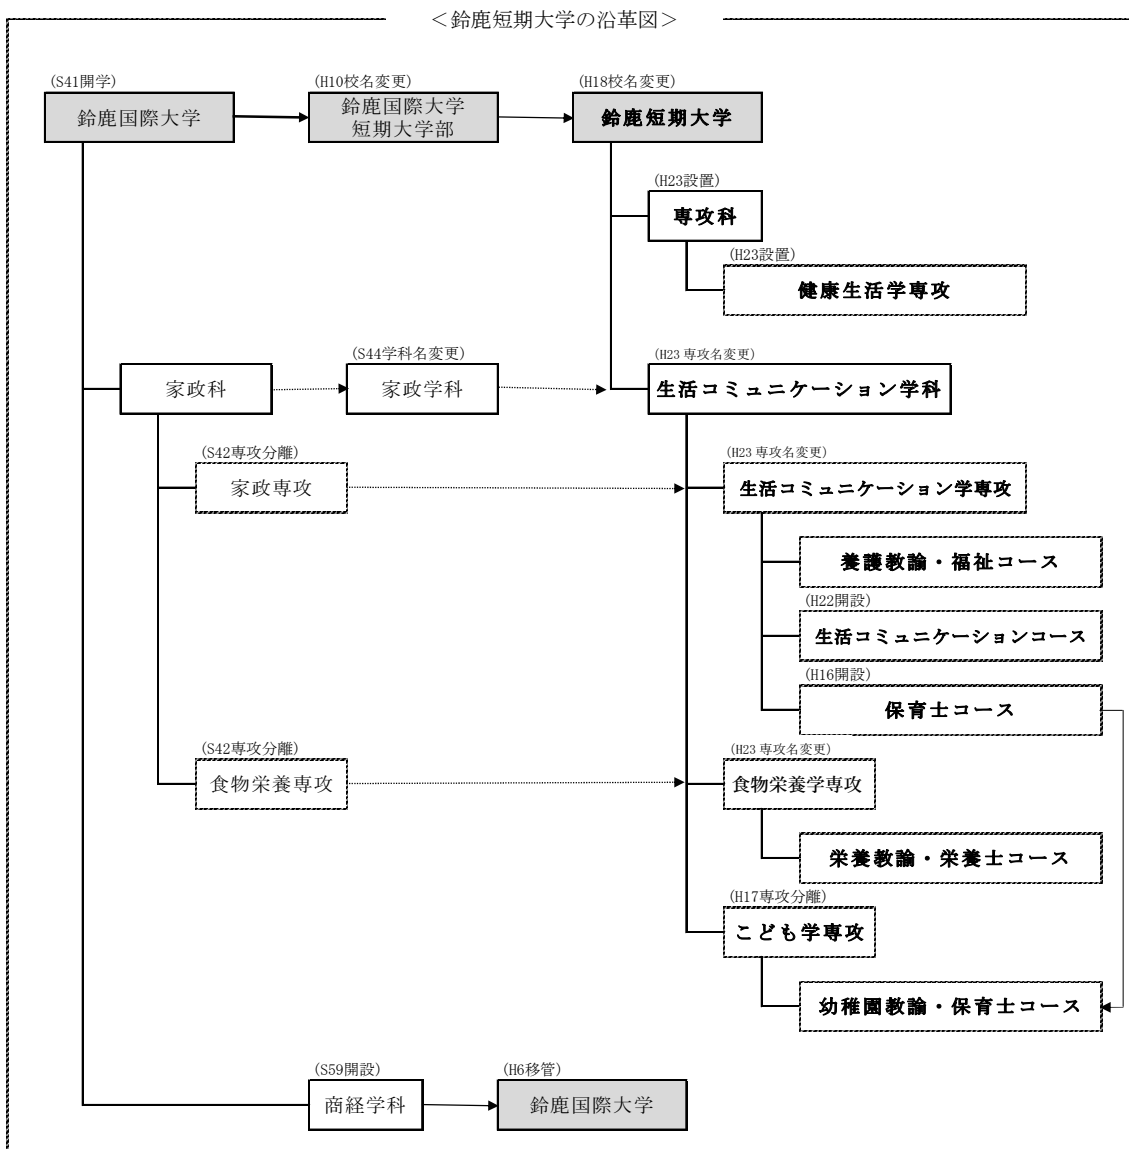 ＜鈴鹿短期大学の沿革図＞
(S41開学)
鈴鹿国際大学
(H10校名変更)
鈴鹿国際大学
短期大学部
(H18校名変更)
鈴鹿短期大学
(H23設置)
専攻科
(H23設置)
健康生活学専攻
家政科
(S44学科名変更)
家政学科
(H23 専攻名変更)
生活コミュニケーション学科
(S42専攻分離)
家政専攻
(H23 専攻名変更)
生活コミュニケーション学専攻
養護教諭・福祉コース
(H22開設)
生活コミュニケーションコース
(H16開設)
保育士コース
(S42専攻分離)
食物栄養専攻
(H23 専攻名変更)
食物栄養学専攻
栄養教諭・栄養士コース
(H17専攻分離)
こども学専攻
幼稚園教諭・保育士コース
(S59開設)
商経学科
(H6移管)
鈴鹿国際大学